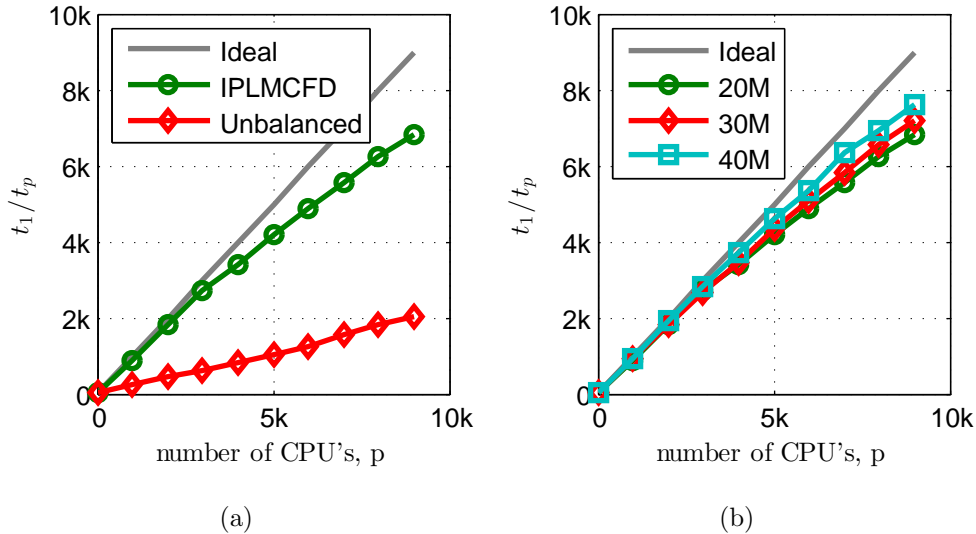 10k
8k
6k
4k
2k
0
0
5k
10k
t1/tp
number of CPU's, p
Ideal
IPLMCFD
Unbalanced
(a)
10k
8k
6k
4k
2k
0
0
5k
10k
t1/tp
number of CPU's, p
Ideal
20M
30M
40M
(b)